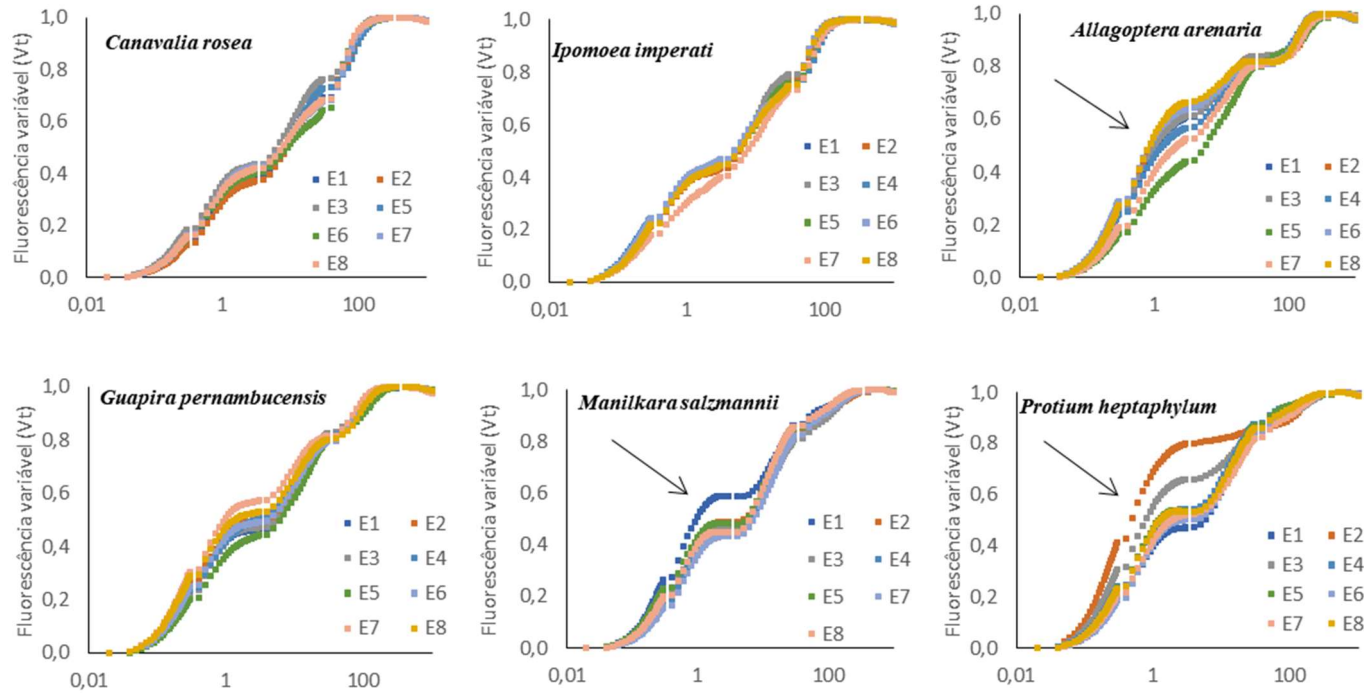 Fluorescência variável (Vt)
1,0
0,8
0,6
0,4
0,2
0,0
Canavalia rosea
E1 E2
E3 E5
E6 E7
E8
0,01 1 100
Fluorescência variável (Vt)
1,0
0,8
0,6
0,4
0,2
0,0
Ipomoea imperati
E1 E2
E3 E4
E5 E6
E7 E8
0,01 1 100
Fluorescência variável (Vt)
1,0
0,8
0,6
0,4
0,2
0,0
Allagoptera arenaria
E1 E2
E3 E4
E5 E6
E7 E8
0,01 1 100
Fluorescência variável (Vt)
1,0
0,8
0,6
0,4
0,2
0,0
Guapira pernambucensis
E1 E2
E3 E4
E5 E6
E7 E8
0,01 1 100
Fluorescência variável (Vt)
1,0
0,8
0,6
0,4
0,2
0,0
Manilkara salzmannii
E1 E2
E3 E4
E5 E7
E8
0,01 1 100
Fluorescência variável (Vt)
1,0
0,8
0,6
0,4
0,2
0,0
Protium heptaphylum
E1 E2
E3 E4
E5 E6
E7 E8
0,01 1 100